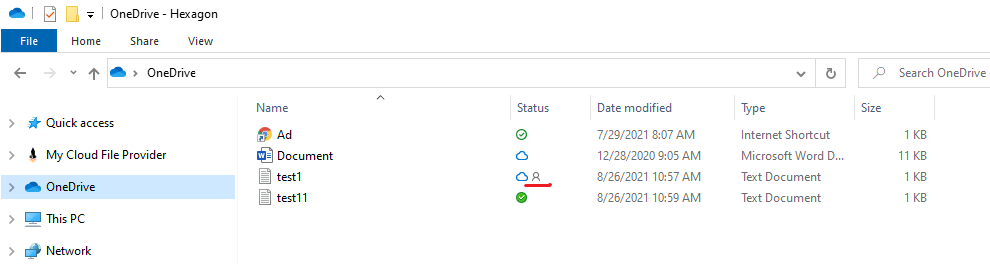 OneDrive - Hexagon
File Home Share View
OneDrive Search OneDrive
Name Status Date modified Type Size
Quick access
My Cloud File Provider
OneDrive
This PC
Network
Ad 7/29/2021 8:07 AM Internet Shortcut 1 KB
Document 12/28/2020 9:05 AM Microsoft Word D... 11 KB
test1 8/26/2021 10:57 AM Text Document 1 KB
test11 8/26/2021 10:59 AM Text Document 1 KB